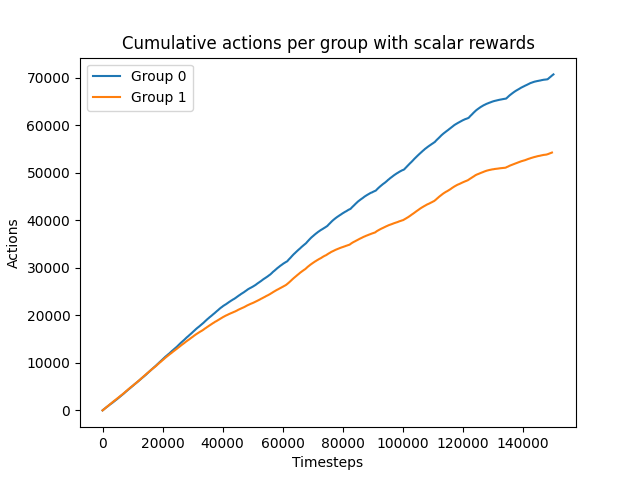 Cumulative actions per group with scalar rewards
Group 0
Group 1
70000
60000
50000
40000
30000
20000
10000
0
Actions
0 20000 40000 60000 80000 100000 120000 140000
Timesteps